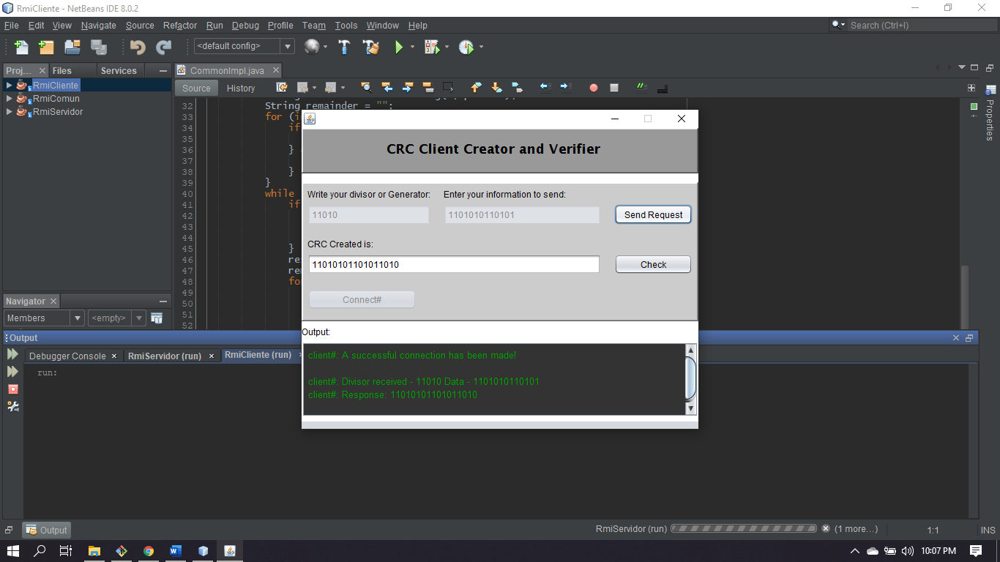 RmiCliente - NetBeans IDE 8.0.2
File Edit View Navigate Source Refactor Run Debug Profile Team Tools Window Help
Search (Ctrl+I)
<default config>
Proj... Files Services
CommonImpl.java
RmiCliente
RmiComun
RmiServidor
Source History
32 String remainder = "";
33 for (i
34 if
35
36 }
37
38 }
39 }
40 while
41 if
42
43
44
45 }
46 re
47 rem
48 fo
49
50
51
52
Properties
Navigator
Members <empty>
CRC Client Creator and Verifier
Write your divisor or Generator: Enter your information to send:
11010 1101010110101 Send Request
CRC Created is:
11010101101011010 Check
Connect#
Output:
client#: A successful connection has been made!
client#: Divisor received - 11010 Data - 1101010110101
client#: Response: 11010101101011010
Output
Debugger Console RmiServidor (run) RmiCliente (run)
run:
Output
RmiServidor (run) (1 more...) 1:1 INS
10:07 PM